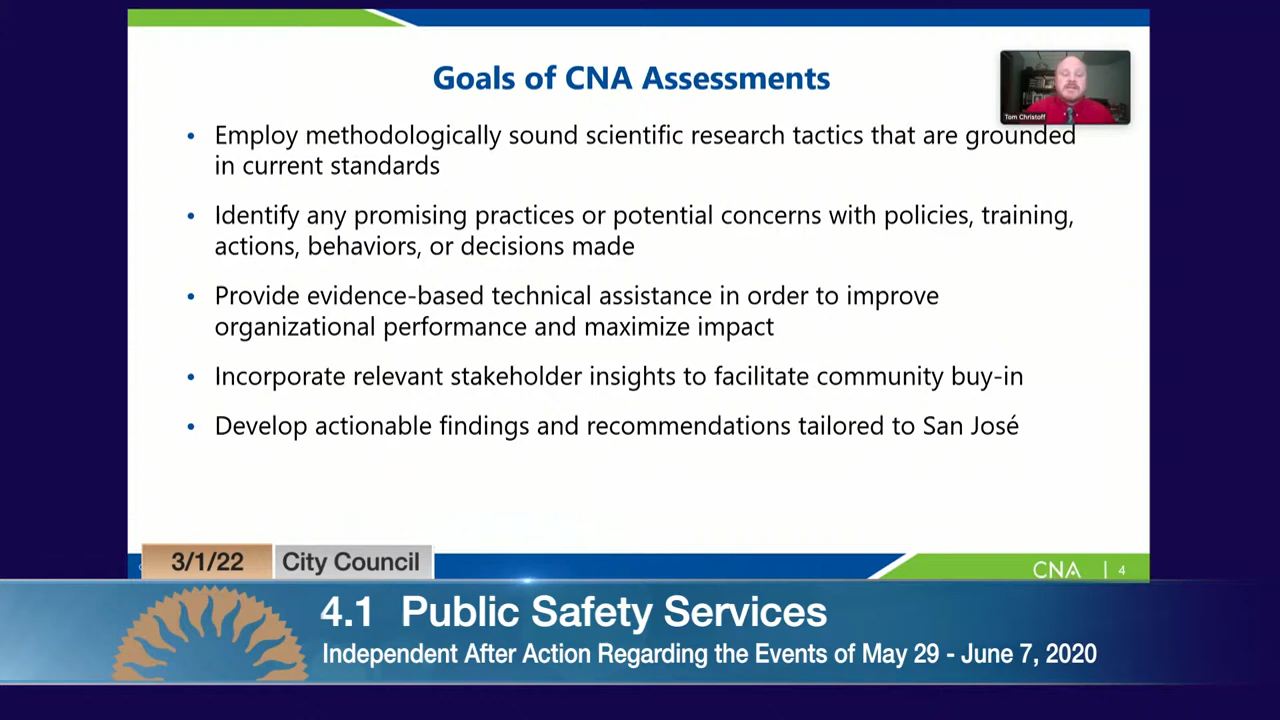 Goals of CNA Assessments
Tom Christoff
• Employ methodologically sound scientific research tactics that are grounded
in current standards
• Identify any promising practices or potential concerns with policies, training,
actions, behaviors, or decisions made
• Provide evidence-based technical assistance in order to improve
organizational performance and maximize impact
• Incorporate relevant stakeholder insights to facilitate community buy-in
• Develop actionable findings and recommendations tailored to San José
3/1/22 City Council
CNA | 4
4.1 Public Safety Services
Independent After Action Regarding the Events of May 29 - June 7, 2020